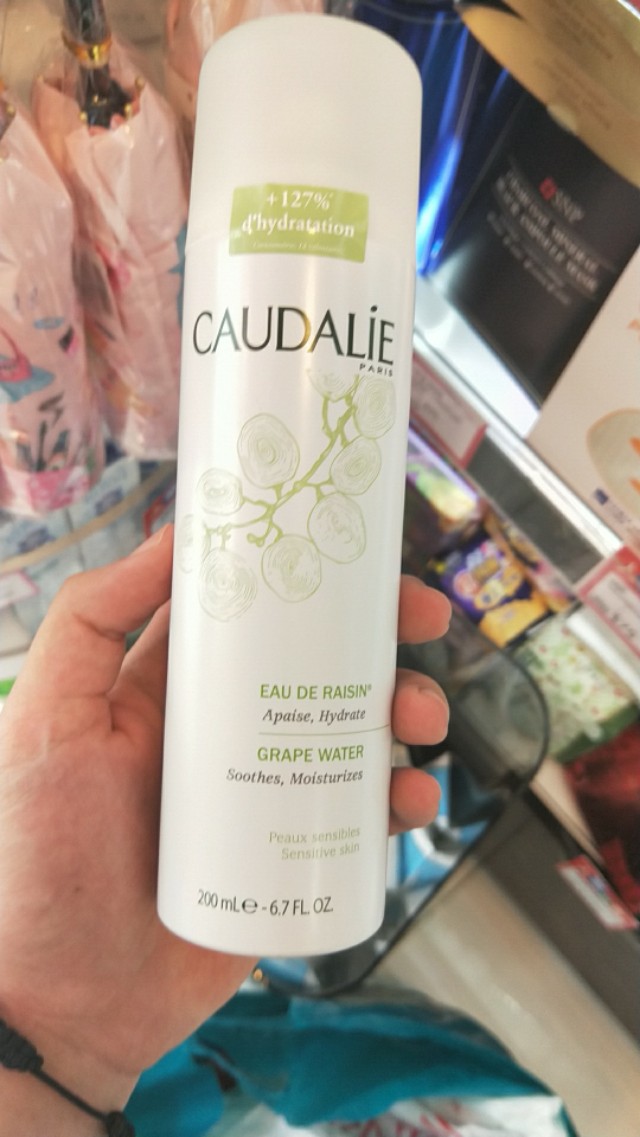 +127%*
d'hydratation
CAUDALIE
PARIS
EAU DE RAISIN®
Apaise, Hydrate
GRAPE WATER
Soothes, Moisturizes
Peaux sensibles
Sensitive skin
200 mL ℮ - 6.7 FL. OZ.
SNP